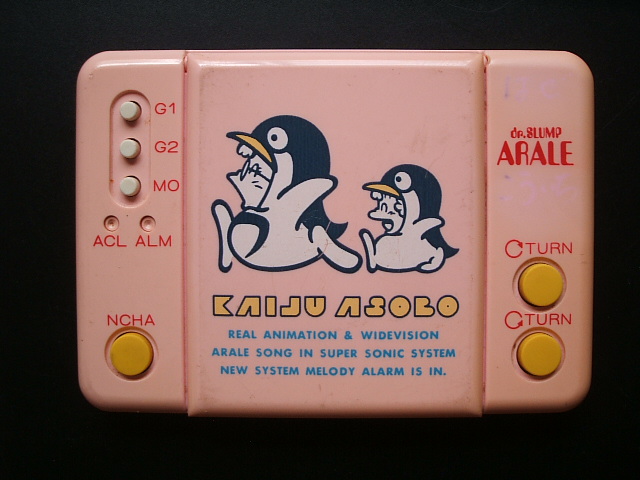 G1
G2
MO
ACL ALM
NCHA
KAIJU ASOBO
REAL ANIMATION & WIDEVISION
ARALE SONG IN SUPER SONIC SYSTEM
NEW SYSTEM MELODY ALARM IS IN.
dr.SLUMP
ARALE
TURN
TURN